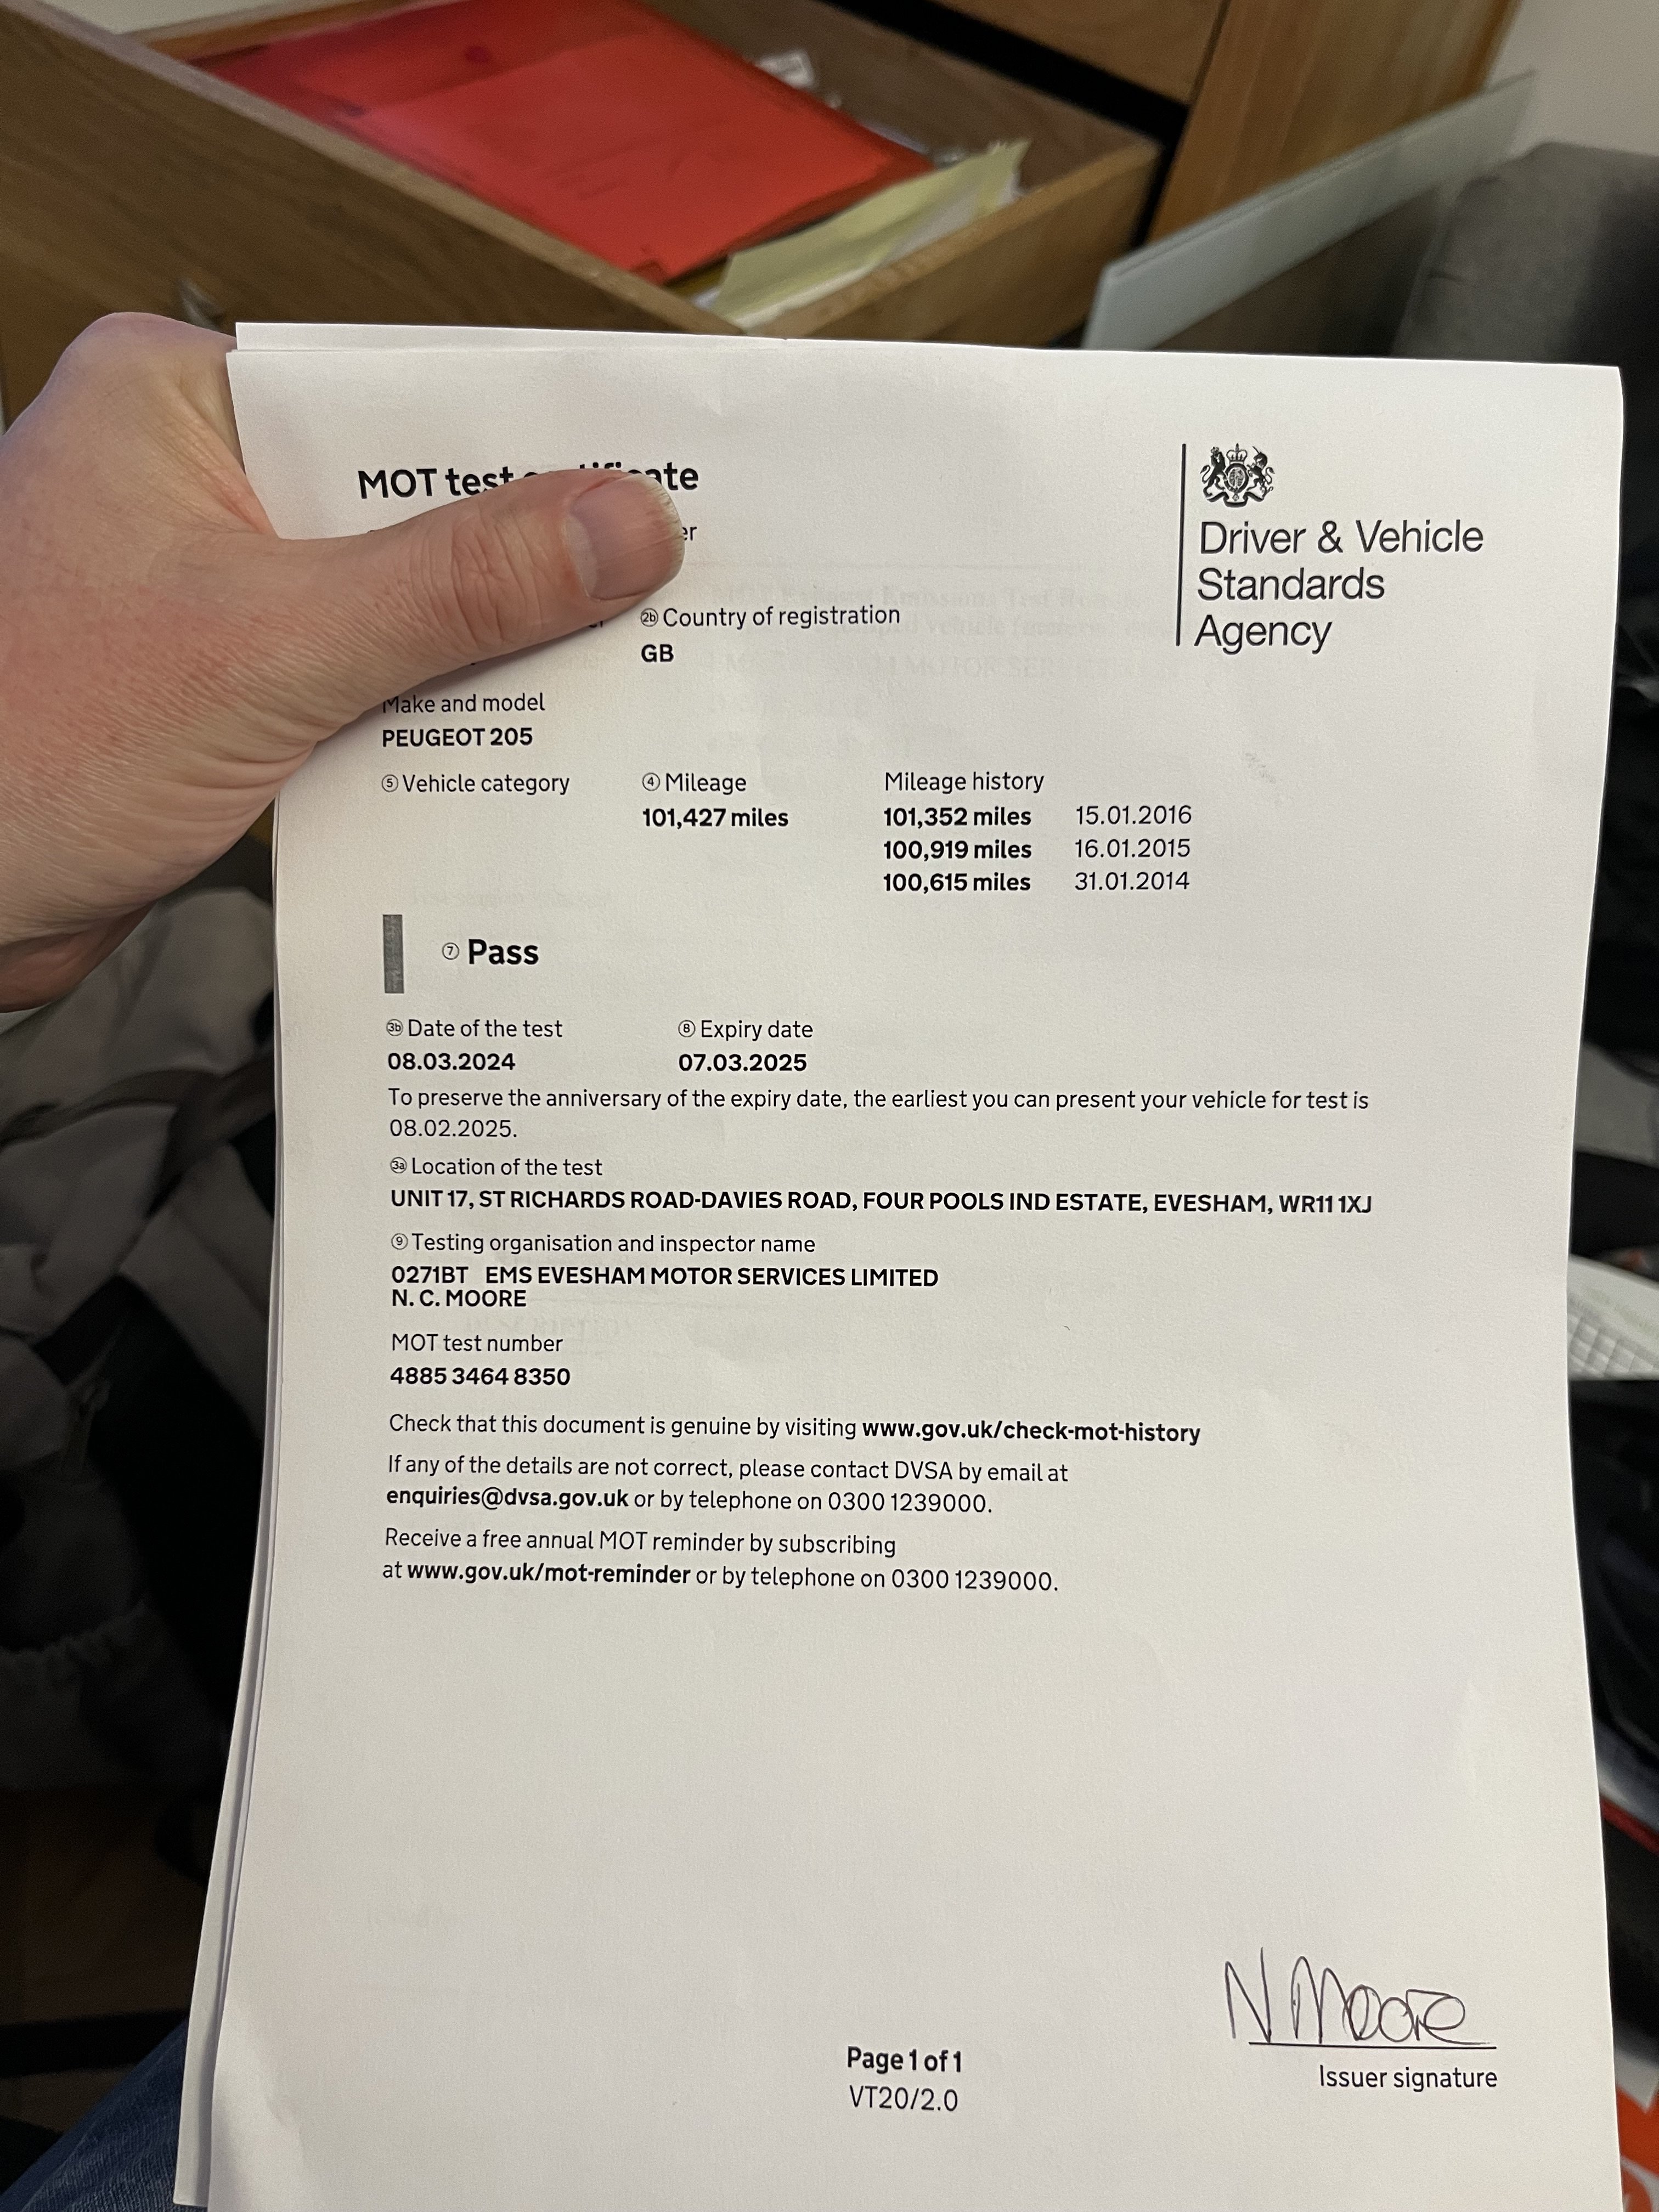 MOT test
Driver & Vehicle
Standards
Agency
2b Country of registration
GB
Make and model
PEUGEOT 205
5 Vehicle category
4 Mileage
Mileage history
101,427 miles
101,352 miles 15.01.2016
100,919 miles 16.01.2015
100,615 miles 31.01.2014
7 Pass
3b Date of the test
8 Expiry date
08.03.2024
07.03.2025
To preserve the anniversary of the expiry date, the earliest you can present your vehicle for test is
08.02.2025.
3a Location of the test
UNIT 17, ST RICHARDS ROAD-DAVIES ROAD, FOUR POOLS IND ESTATE, EVESHAM, WR11 1XJ
9 Testing organisation and inspector name
0271BT EMS EVESHAM MOTOR SERVICES LIMITED
N. C. MOORE
MOT test number
4885 3464 8350
Check that this document is genuine by visiting www.gov.uk/check-mot-history
If any of the details are not correct, please contact DVSA by email at
enquiries@dvsa.gov.uk or by telephone on 0300 1239000.
Receive a free annual MOT reminder by subscribing
at www.gov.uk/mot-reminder or by telephone on 0300 1239000.
N Moore
Issuer signature
Page 1 of 1
VT20/2.0